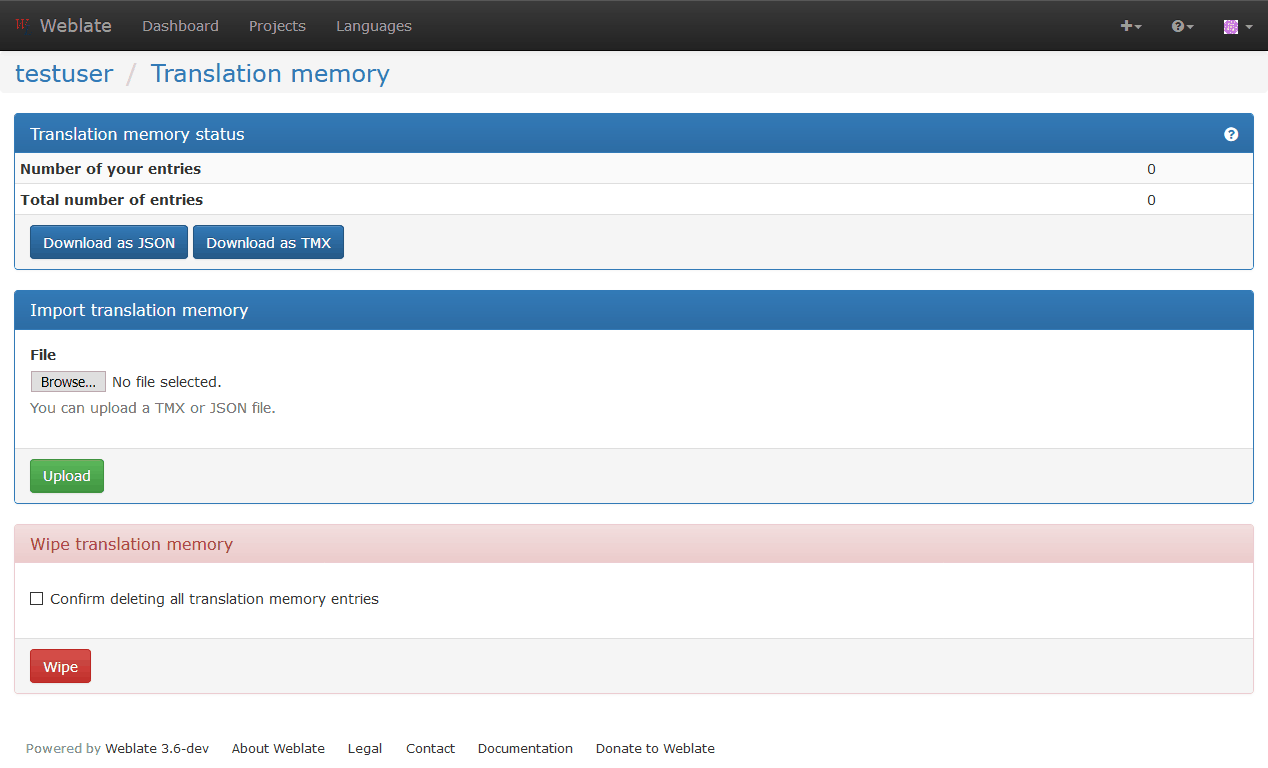 Weblate Dashboard Projects Languages
testuser / Translation memory
Translation memory status
Number of your entries 0
Total number of entries 0
Download as JSON Download as TMX
Import translation memory
File
Browse... No file selected.
You can upload a TMX or JSON file.
Upload
Wipe translation memory
Confirm deleting all translation memory entries
Wipe
Powered by Weblate 3.6-dev About Weblate Legal Contact Documentation Donate to Weblate